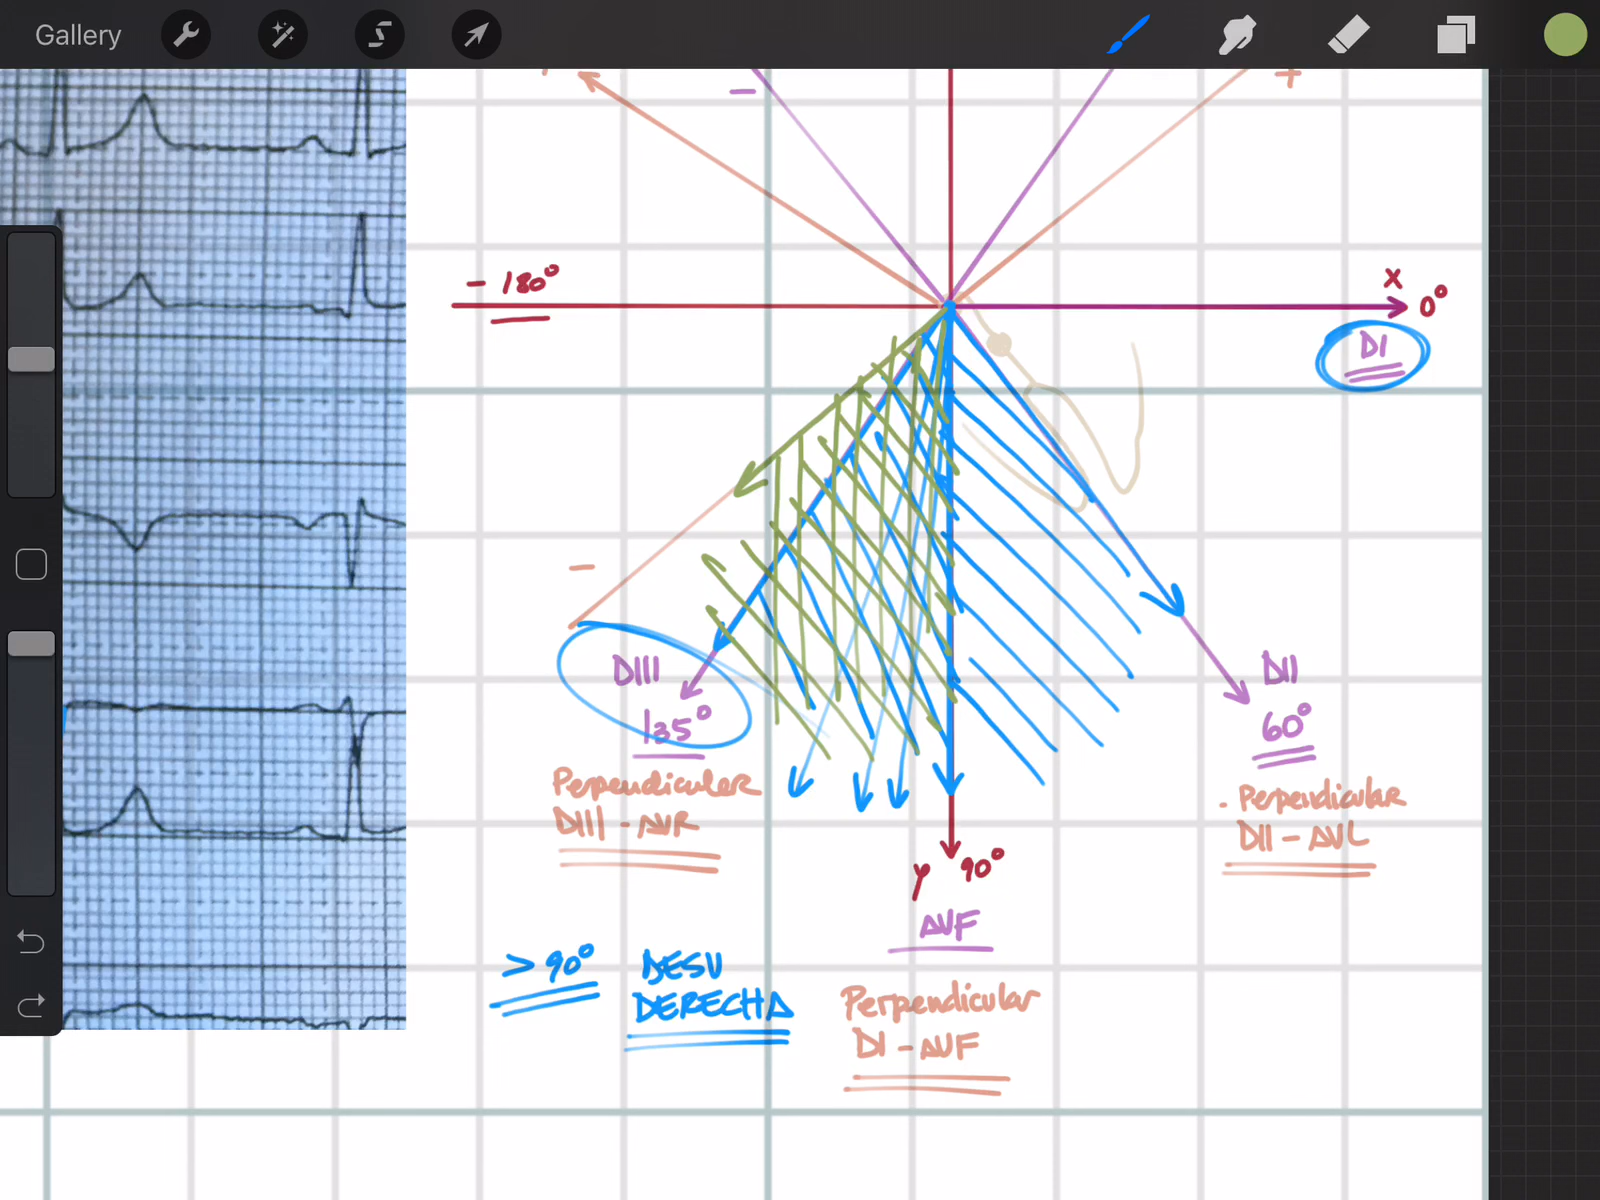 Gallery
+
−
− 180°
X
0°
DI
−
DIII
135°
Perpendicular
DIII - AVR
DII
60°
. Perpendicular
DII - AVL
y 90°
AVF
> 90° DESV
DERECHA
Perpendicular
DI - AVF